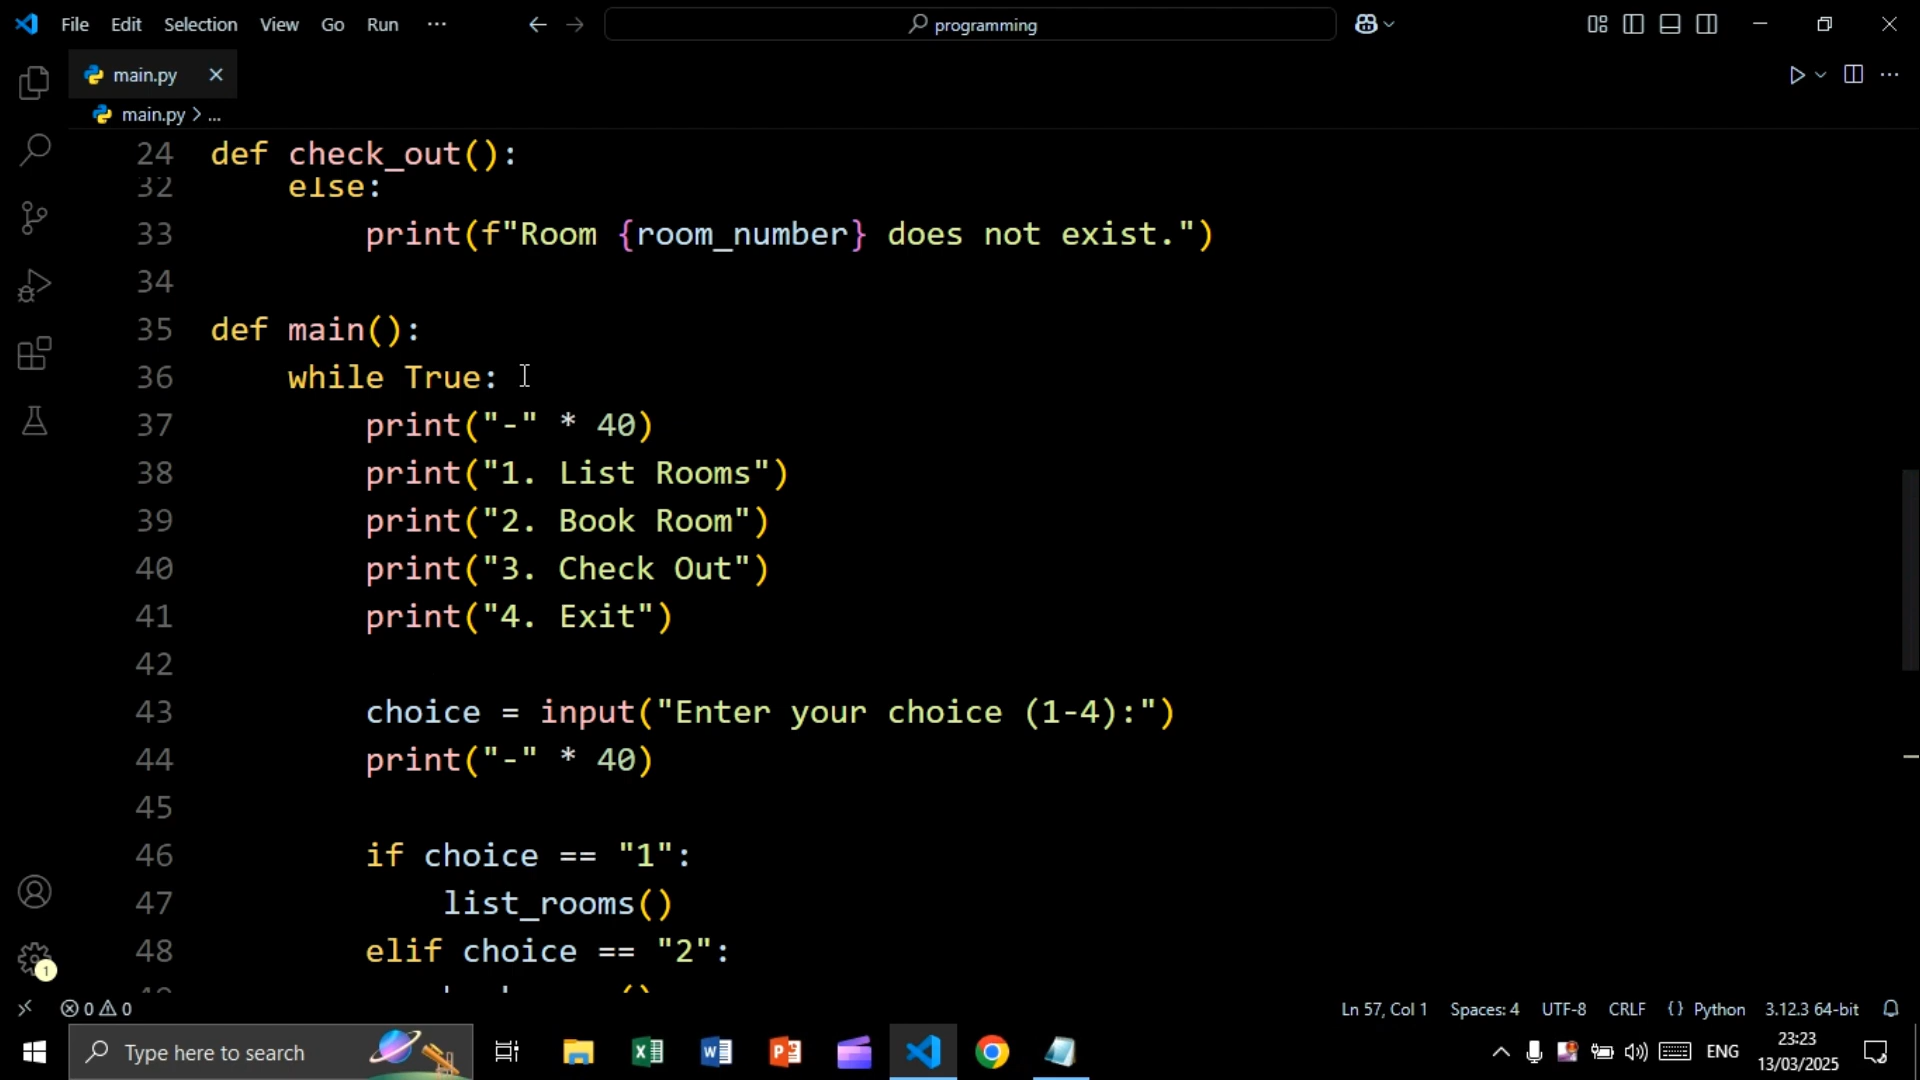 File Edit Selection View Go Run ···
programming
main.py
main.py > ...
24 def check_out():
32 else:
33 print(f"Room {room_number} does not exist.")
34
35 def main():
36 while True:
37 print("-" * 40)
38 print("1. List Rooms")
39 print("2. Book Room")
40 print("3. Check Out")
41 print("4. Exit")
42
43 choice = input("Enter your choice (1-4):")
44 print("-" * 40)
45
46 if choice == "1":
47 list_rooms()
48 elif choice == "2":
1
0 0 Ln 57, Col 1 Spaces: 4 UTF-8 CRLF {} Python 3.12.3 64-bit
Type here to search
ENG
23:23
13/03/2025